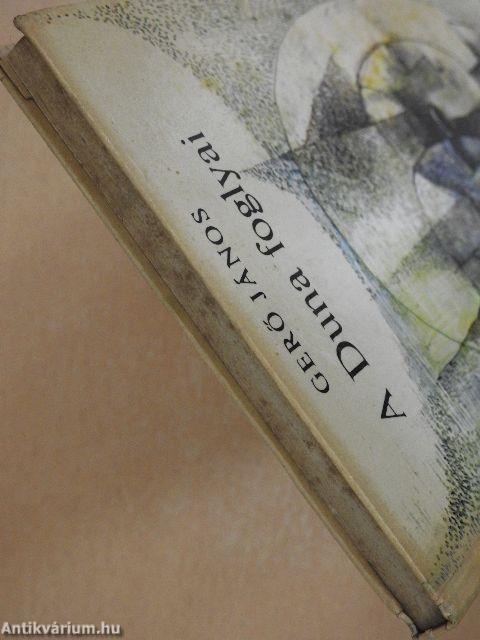 GERŐ JÁNOS
A Duna foglyai
Antikvárium.hu